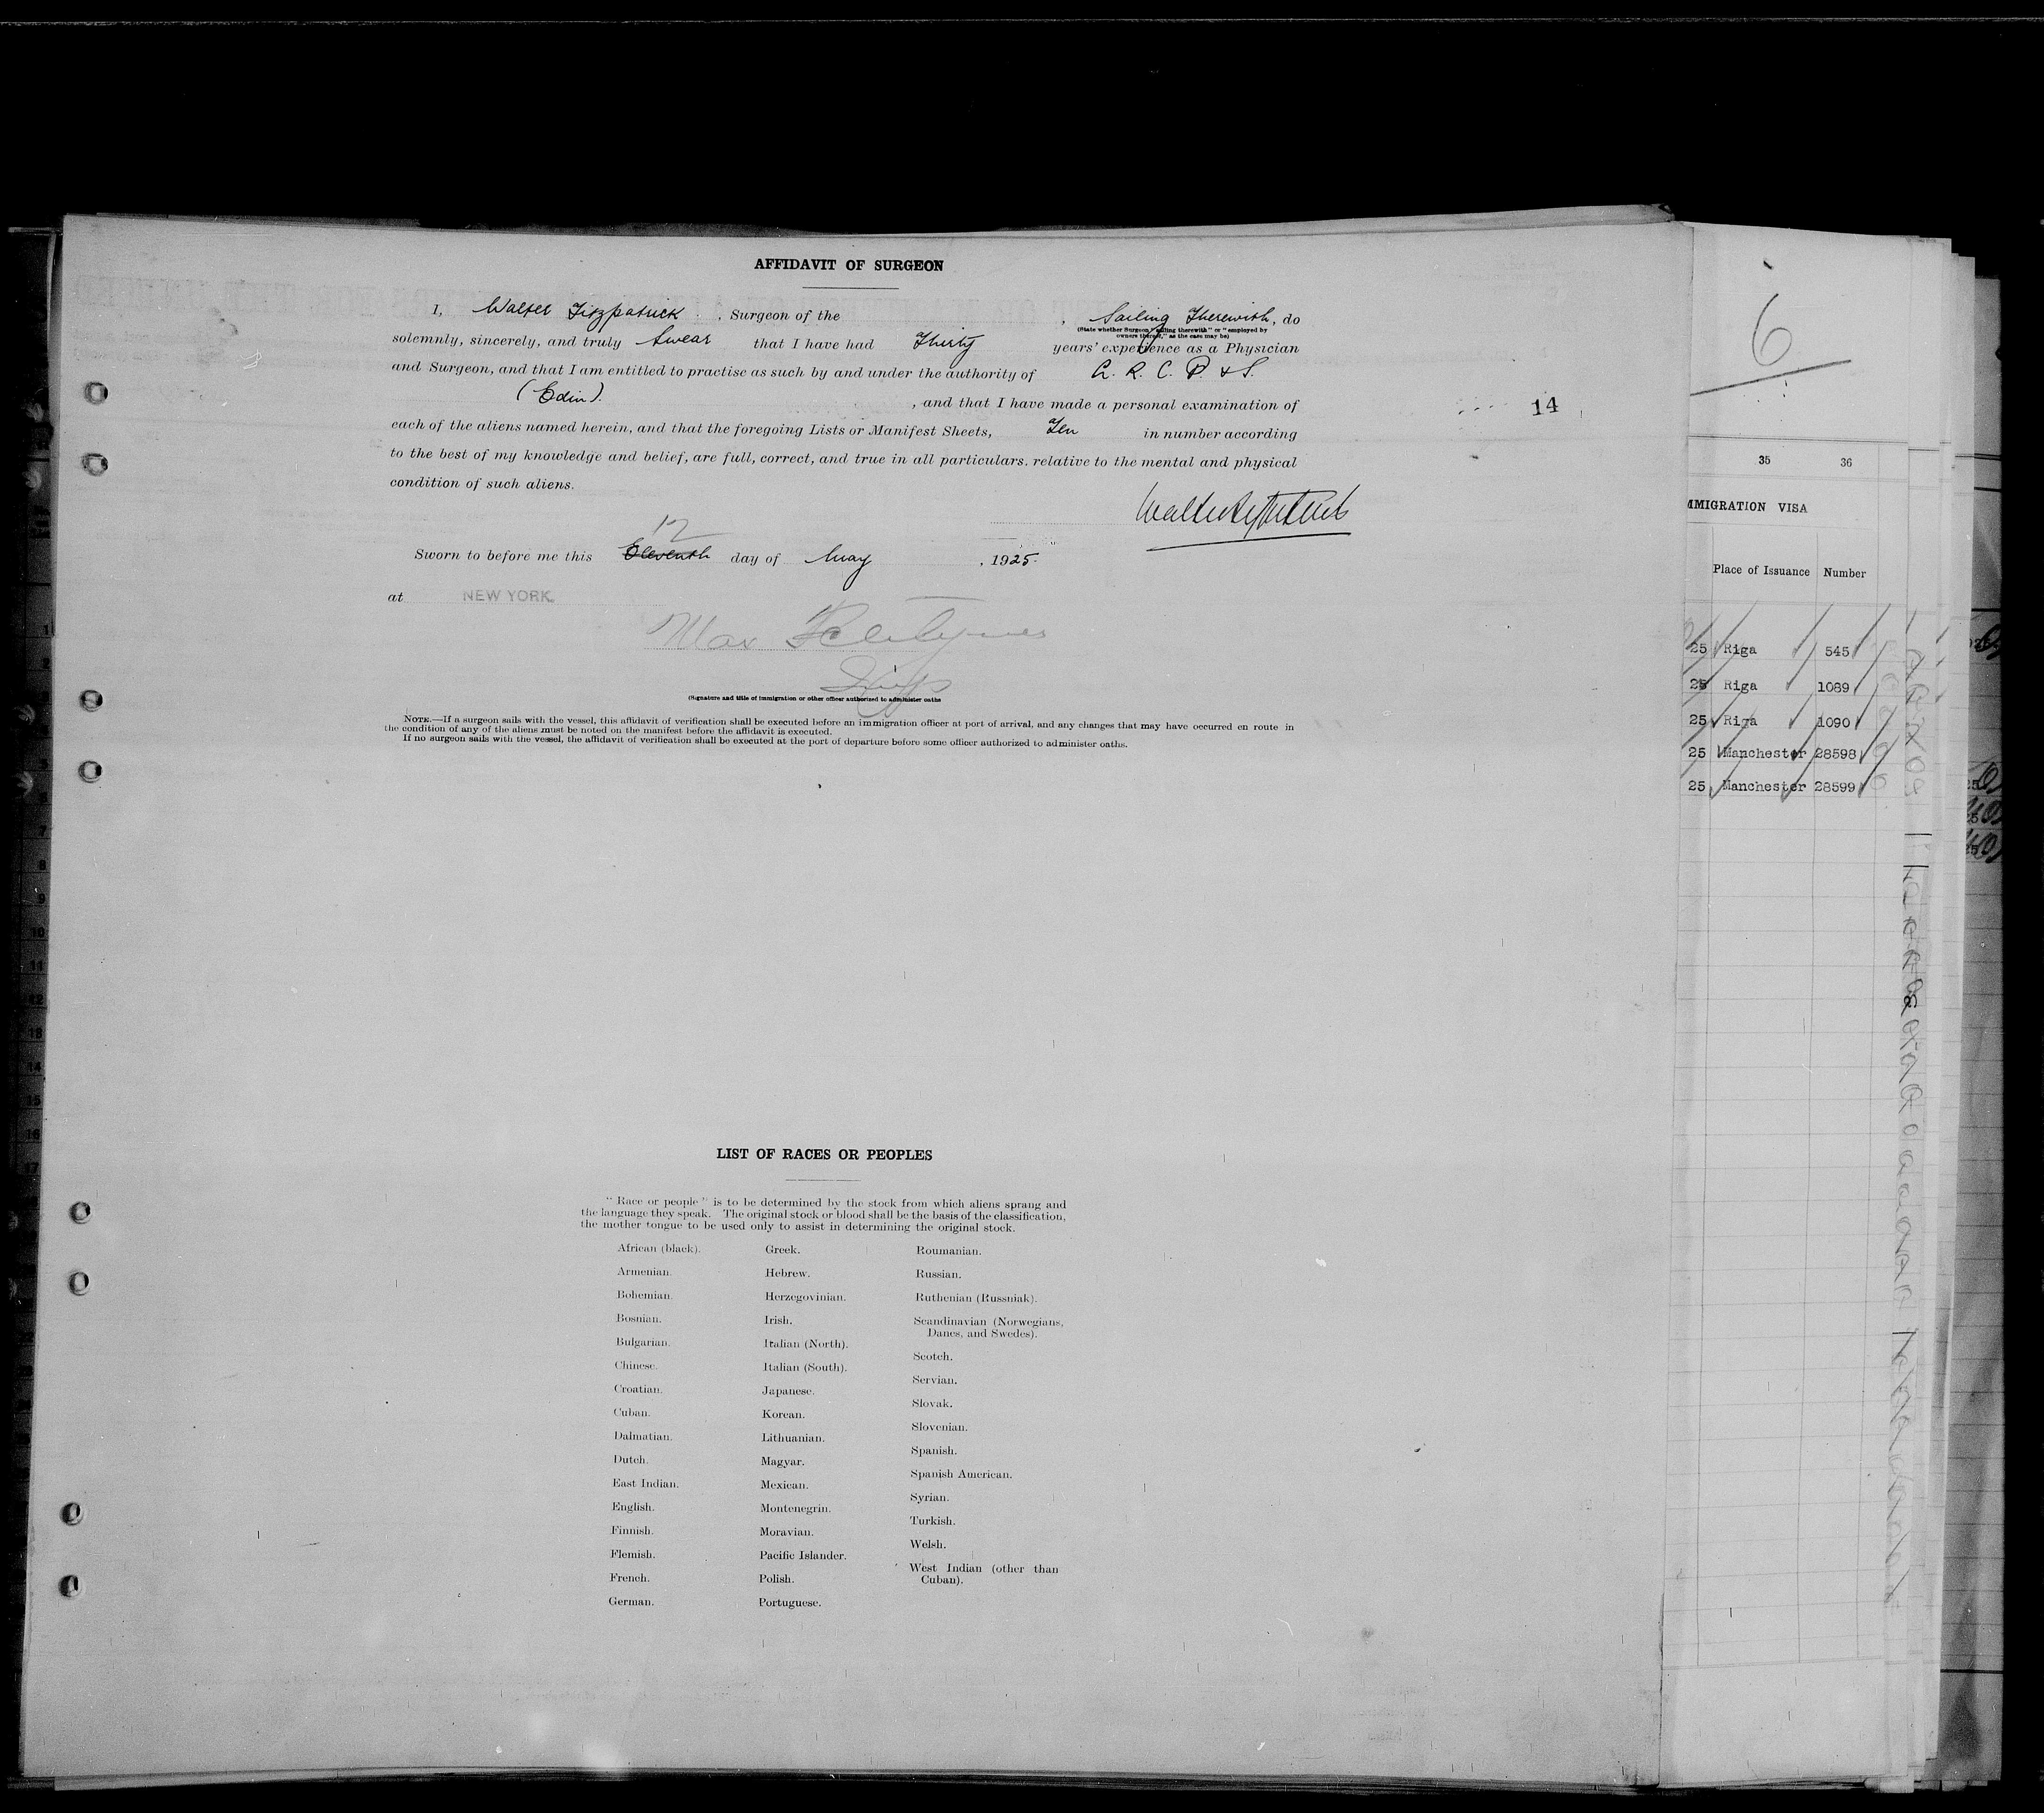 AFFIDAVIT OF SURGEON
I, Walter Fitzpatrick, Surgeon of the , Sailing Therewith, do
(State whether Surgeon "sailing therewith" or "employed by
owners thereof," as the case may be)
solemnly, sincerely, and truly swear that I have had Thirty years' experience as a Physician
and Surgeon, and that I am entitled to practise as such by and under the authority of R. C. P. & S.
(Edin). , and that I have made a personal examination of
each of the aliens named herein, and that the foregoing Lists or Manifest Sheets, Ten in number according
to the best of my knowledge and belief, are full, correct, and true in all particulars, relative to the mental and physical
condition of such aliens.
12
Sworn to before me this Eleventh day of May , 1925.
at NEW YORK
Max
(Signature and title of immigration or other officer authorized to administer oaths
NOTE.—If a surgeon sails with the vessel, this affidavit of verification shall be executed before an immigration officer at port of arrival, and any changes that may have occurred en route in
the condition of any of the aliens must be noted on the manifest before the affidavit is executed.
If no surgeon sails with the vessel, the affidavit of verification shall be executed at the port of departure before some officer authorized to administer oaths.
14
LIST OF RACES OR PEOPLES
"Race or people" is to be determined by the stock from which aliens sprang and
the language they speak. The original stock or blood shall be the basis of the classification,
the mother tongue to be used only to assist in determining the original stock.
African (black).
Armenian.
Bohemian.
Bosnian.
Bulgarian.
Chinese.
Croatian.
Cuban.
Dalmatian.
Dutch.
East Indian.
English.
Finnish.
Flemish.
French.
German.
Greek.
Hebrew.
Herzegovinian.
Irish.
Italian (North).
Italian (South).
Japanese.
Korean.
Lithuanian.
Magyar.
Mexican.
Montenegrin.
Moravian.
Pacific Islander.
Polish.
Portuguese.
Roumanian.
Russian.
Ruthenian (Russniak).
Scandinavian (Norwegians,
Danes, and Swedes).
Scotch.
Servian.
Slovak.
Slovenian.
Spanish.
Spanish American.
Syrian.
Turkish.
Welsh.
West Indian (other than
Cuban).
6
35 36
MMIGRATION VISA
Place of Issuance Number
25 Riga 545
25 Riga 1089
25 Riga 1090
25 Manchester 28598
25 Manchester 28599